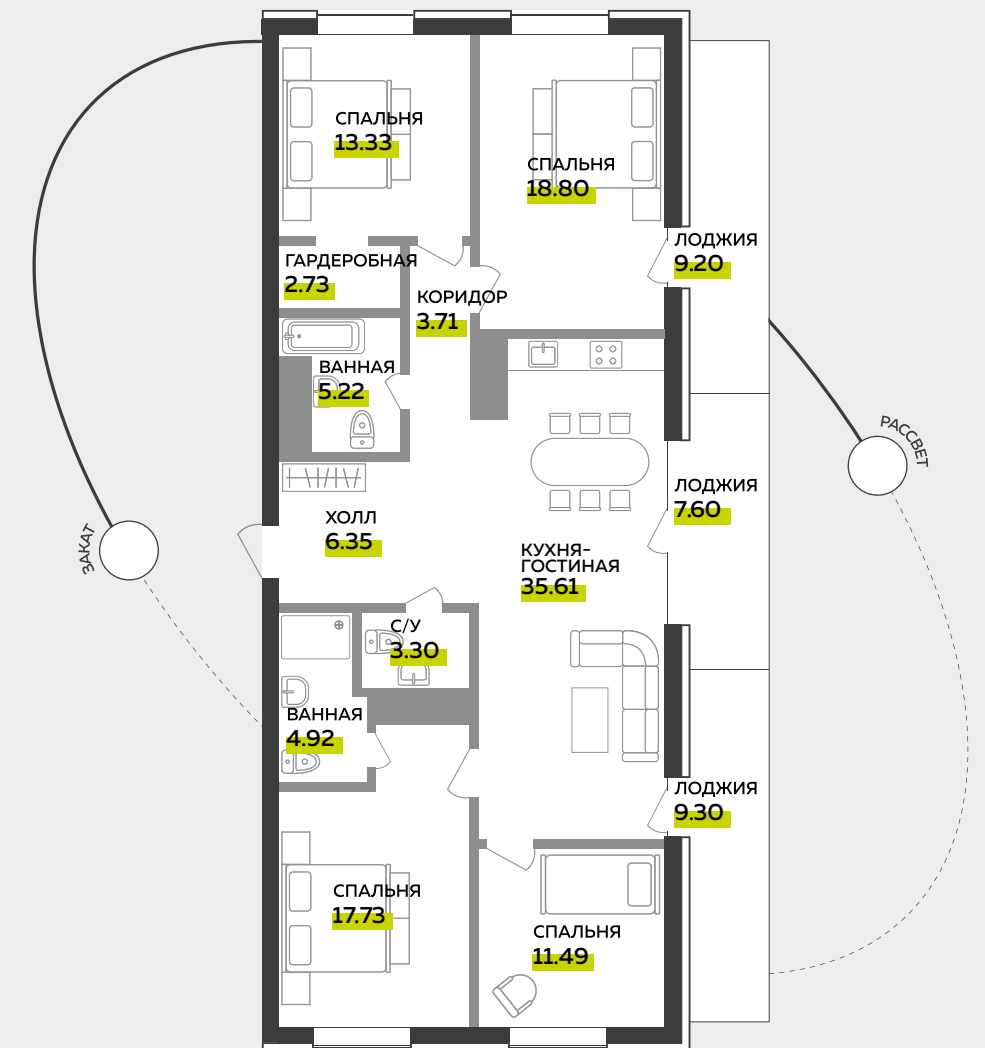 СПАЛЬНЯ
13.33
СПАЛЬНЯ
18.80
ЛОДЖИЯ
9.20
ГАРДЕРОБНАЯ
2.73
КОРИДОР
3.71
ВАННАЯ
5.22
РАССВЕТ
ЛОДЖИЯ
7.60
ХОЛЛ
6.35
ЗАКАТ
КУХНЯ-
ГОСТИНАЯ
35.61
С/У
3.30
ВАННАЯ
4.92
ЛОДЖИЯ
9.30
СПАЛЬНЯ
17.73
СПАЛЬНЯ
11.49